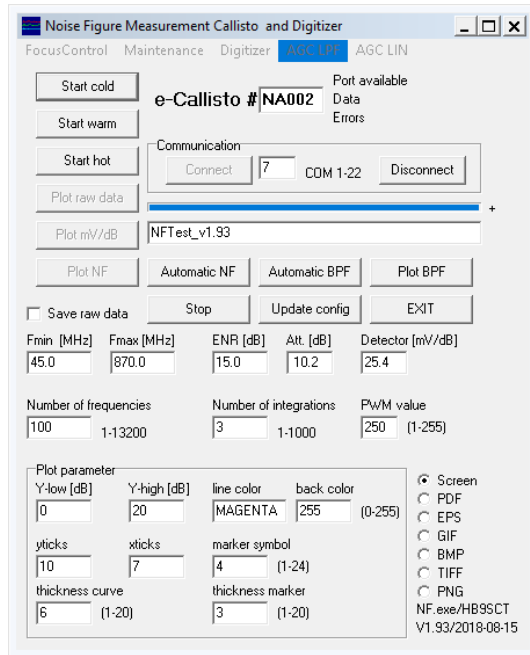 Noise Figure Measurement Callisto and Digitizer
FocusControl Maintenance Digitizer AGC LPF AGC LIN
Start cold
e-Callisto # NA002
Port available
Data
Errors
Start warm
Start hot
Communication
Connect 7 COM 1-22 Disconnect
Plot raw data
+
Plot mV/dB
NFTest_v1.93
Plot NF Automatic NF Automatic BPF Plot BPF
Save raw data Stop Update config EXIT
Fmin [MHz] Fmax [MHz] ENR [dB] Att. [dB] Detector [mV/dB]
45.0 870.0 15.0 10.2 25.4
Number of frequencies Number of integrations PWM value
100 1-13200 3 1-1000 250 (1-255)
Plot parameter
Y-low [dB] Y-high [dB] line color back color
0 20 MAGENTA 255 (0-255)
yticks xticks marker symbol
10 7 4 (1-24)
thickness curve thickness marker
6 (1-20) 3 (1-20)
Screen
PDF
EPS
GIF
BMP
TIFF
PNG
NF.exe/HB9SCT
V1.93/2018-08-15